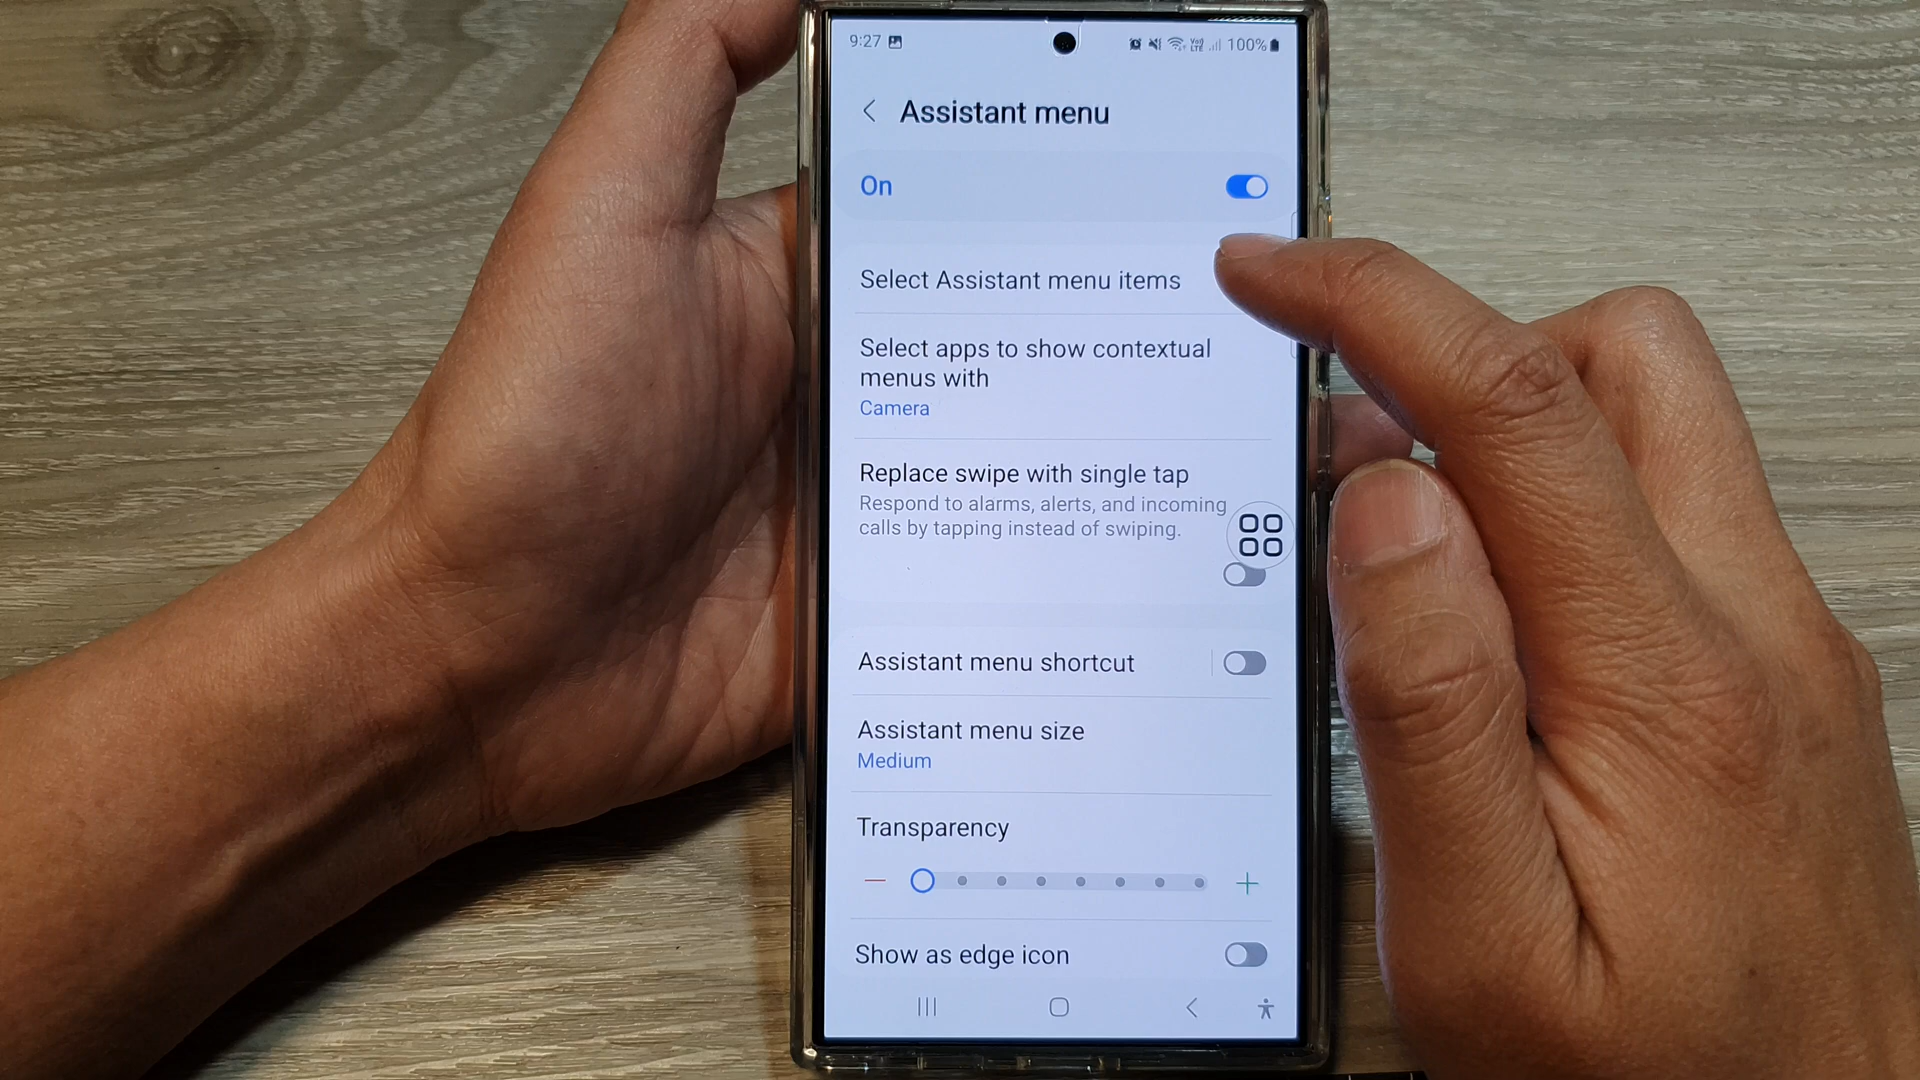 9:27 100%
Assistant menu
On
Select Assistant menu items
Select apps to show contextual
menus with
Camera
Replace swipe with single tap
Respond to alarms, alerts, and incoming
calls by tapping instead of swiping.
Assistant menu shortcut
Assistant menu size
Medium
Transparency
Show as edge icon